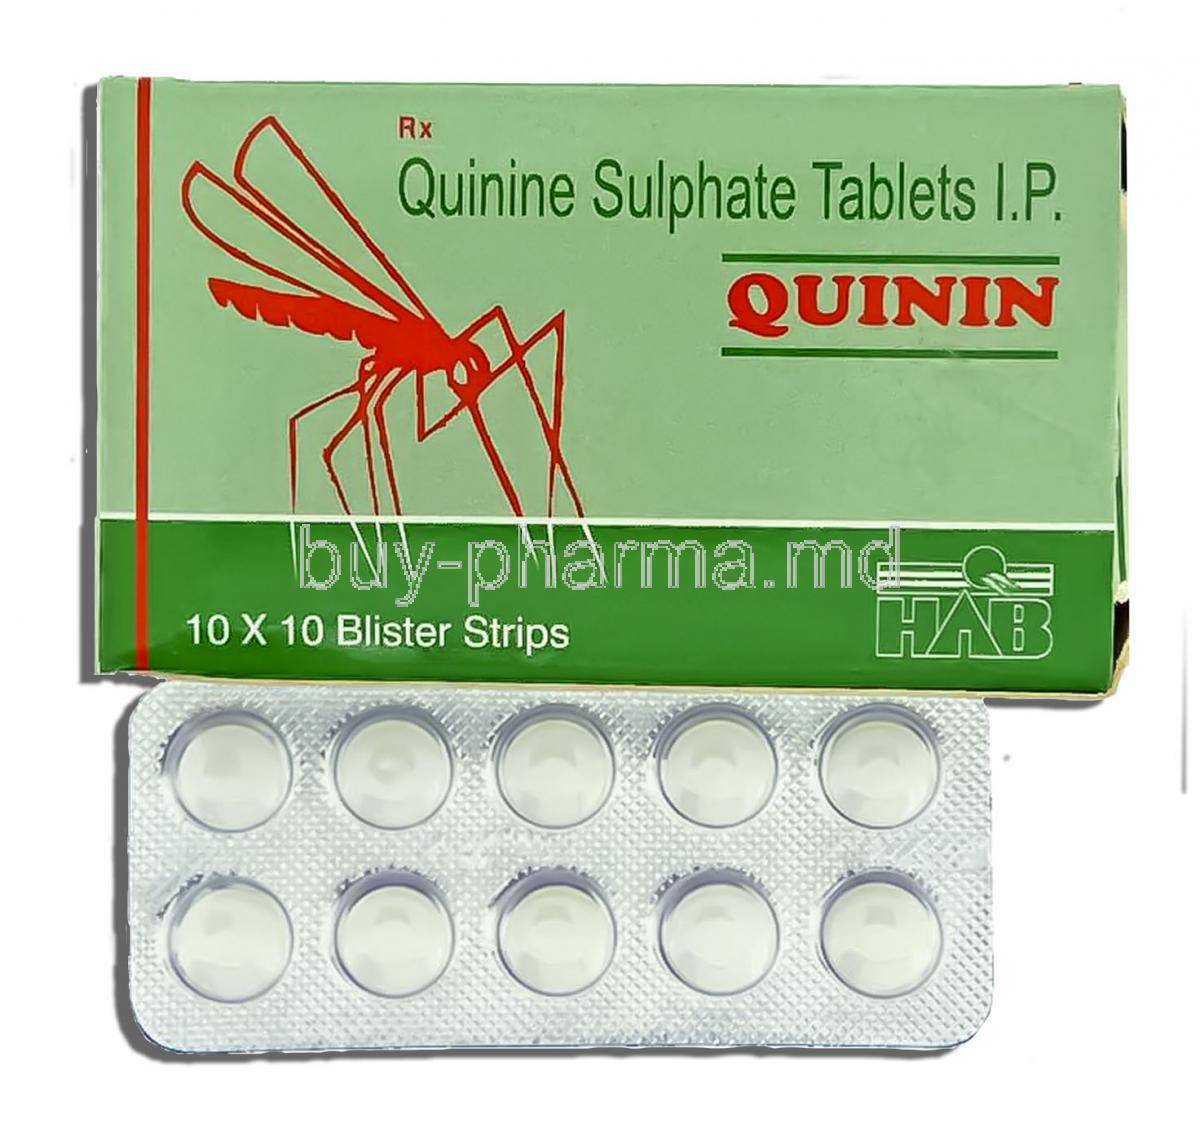 Rx
Quinine Sulphate Tablets I.P.
QUININ
buy-pharma.md
HAB
10 X 10 Blister Strips